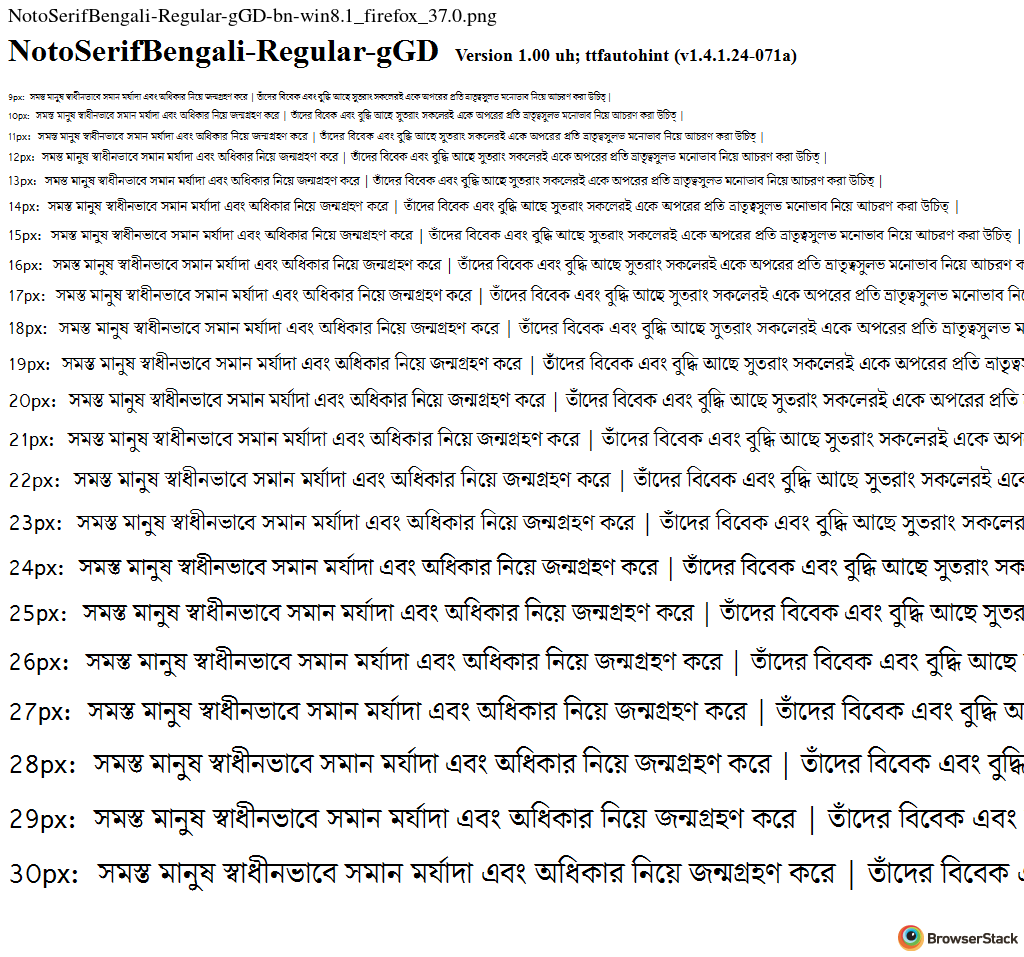 NotoSerifBengali-Regular-gGD-bn-win8.1_firefox_37.0.png
NotoSerifBengali-Regular-gGD Version 1.00 uh; ttfautohint (v1.4.1.24-071a)
9px: সমস্ত মানুষ স্বাধীনভাবে সমান মর্যাদা এবং অধিকার নিয়ে জন্মগ্রহণ করে | তাঁদের বিবেক এবং বুদ্ধি আছে সুতরাং সকলেরই একে অপরের প্রতি ভ্রাতৃত্বসুলভ মনোভাব নিয়ে আচরণ করা উচিত্ |
10px: সমস্ত মানুষ স্বাধীনভাবে সমান মর্যাদা এবং অধিকার নিয়ে জন্মগ্রহণ করে | তাঁদের বিবেক এবং বুদ্ধি আছে সুতরাং সকলেরই একে অপরের প্রতি ভ্রাতৃত্বসুলভ মনোভাব নিয়ে আচরণ করা উচিত্ |
11px: সমস্ত মানুষ স্বাধীনভাবে সমান মর্যাদা এবং অধিকার নিয়ে জন্মগ্রহণ করে | তাঁদের বিবেক এবং বুদ্ধি আছে সুতরাং সকলেরই একে অপরের প্রতি ভ্রাতৃত্বসুলভ মনোভাব নিয়ে আচরণ করা উচিত্ |
12px: সমস্ত মানুষ স্বাধীনভাবে সমান মর্যাদা এবং অধিকার নিয়ে জন্মগ্রহণ করে | তাঁদের বিবেক এবং বুদ্ধি আছে সুতরাং সকলেরই একে অপরের প্রতি ভ্রাতৃত্বসুলভ মনোভাব নিয়ে আচরণ করা উচিত্ |
13px: সমস্ত মানুষ স্বাধীনভাবে সমান মর্যাদা এবং অধিকার নিয়ে জন্মগ্রহণ করে | তাঁদের বিবেক এবং বুদ্ধি আছে সুতরাং সকলেরই একে অপরের প্রতি ভ্রাতৃত্বসুলভ মনোভাব নিয়ে আচরণ করা উচিত্ |
14px: সমস্ত মানুষ স্বাধীনভাবে সমান মর্যাদা এবং অধিকার নিয়ে জন্মগ্রহণ করে | তাঁদের বিবেক এবং বুদ্ধি আছে সুতরাং সকলেরই একে অপরের প্রতি ভ্রাতৃত্বসুলভ মনোভাব নিয়ে আচরণ করা উচিত্ |
15px: সমস্ত মানুষ স্বাধীনভাবে সমান মর্যাদা এবং অধিকার নিয়ে জন্মগ্রহণ করে | তাঁদের বিবেক এবং বুদ্ধি আছে সুতরাং সকলেরই একে অপরের প্রতি ভ্রাতৃত্বসুলভ মনোভাব নিয়ে আচরণ করা উচিত্ |
16px: সমস্ত মানুষ স্বাধীনভাবে সমান মর্যাদা এবং অধিকার নিয়ে জন্মগ্রহণ করে | তাঁদের বিবেক এবং বুদ্ধি আছে সুতরাং সকলেরই একে অপরের প্রতি ভ্রাতৃত্বসুলভ মনোভাব নিয়ে আচরণ ক
17px: সমস্ত মানুষ স্বাধীনভাবে সমান মর্যাদা এবং অধিকার নিয়ে জন্মগ্রহণ করে | তাঁদের বিবেক এবং বুদ্ধি আছে সুতরাং সকলেরই একে অপরের প্রতি ভ্রাতৃত্বসুলভ মনোভাব নি
18px: সমস্ত মানুষ স্বাধীনভাবে সমান মর্যাদা এবং অধিকার নিয়ে জন্মগ্রহণ করে | তাঁদের বিবেক এবং বুদ্ধি আছে সুতরাং সকলেরই একে অপরের প্রতি ভ্রাতৃত্বসুলভ ম
19px: সমস্ত মানুষ স্বাধীনভাবে সমান মর্যাদা এবং অধিকার নিয়ে জন্মগ্রহণ করে | তাঁদের বিবেক এবং বুদ্ধি আছে সুতরাং সকলেরই একে অপরের প্রতি ভ্রাতৃত্ব
20px: সমস্ত মানুষ স্বাধীনভাবে সমান মর্যাদা এবং অধিকার নিয়ে জন্মগ্রহণ করে | তাঁদের বিবেক এবং বুদ্ধি আছে সুতরাং সকলেরই একে অপরের প্রতি
21px: সমস্ত মানুষ স্বাধীনভাবে সমান মর্যাদা এবং অধিকার নিয়ে জন্মগ্রহণ করে | তাঁদের বিবেক এবং বুদ্ধি আছে সুতরাং সকলেরই একে অপ
22px: সমস্ত মানুষ স্বাধীনভাবে সমান মর্যাদা এবং অধিকার নিয়ে জন্মগ্রহণ করে | তাঁদের বিবেক এবং বুদ্ধি আছে সুতরাং সকলেরই একে
23px: সমস্ত মানুষ স্বাধীনভাবে সমান মর্যাদা এবং অধিকার নিয়ে জন্মগ্রহণ করে | তাঁদের বিবেক এবং বুদ্ধি আছে সুতরাং সকলের
24px: সমস্ত মানুষ স্বাধীনভাবে সমান মর্যাদা এবং অধিকার নিয়ে জন্মগ্রহণ করে | তাঁদের বিবেক এবং বুদ্ধি আছে সুতরাং সক
25px: সমস্ত মানুষ স্বাধীনভাবে সমান মর্যাদা এবং অধিকার নিয়ে জন্মগ্রহণ করে | তাঁদের বিবেক এবং বুদ্ধি আছে সুতর
26px: সমস্ত মানুষ স্বাধীনভাবে সমান মর্যাদা এবং অধিকার নিয়ে জন্মগ্রহণ করে | তাঁদের বিবেক এবং বুদ্ধি আছে
27px: সমস্ত মানুষ স্বাধীনভাবে সমান মর্যাদা এবং অধিকার নিয়ে জন্মগ্রহণ করে | তাঁদের বিবেক এবং বুদ্ধি আ
28px: সমস্ত মানুষ স্বাধীনভাবে সমান মর্যাদা এবং অধিকার নিয়ে জন্মগ্রহণ করে | তাঁদের বিবেক এবং বুদ্ধি
29px: সমস্ত মানুষ স্বাধীনভাবে সমান মর্যাদা এবং অধিকার নিয়ে জন্মগ্রহণ করে | তাঁদের বিবেক এবং
30px: সমস্ত মানুষ স্বাধীনভাবে সমান মর্যাদা এবং অধিকার নিয়ে জন্মগ্রহণ করে | তাঁদের বিবেক
BrowserStack